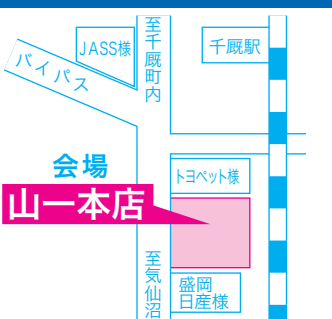 JASS様
至千厩町内
千厩駅
バイパス
会場
山一本店
トヨペット様
至気仙沼
盛岡
日産様